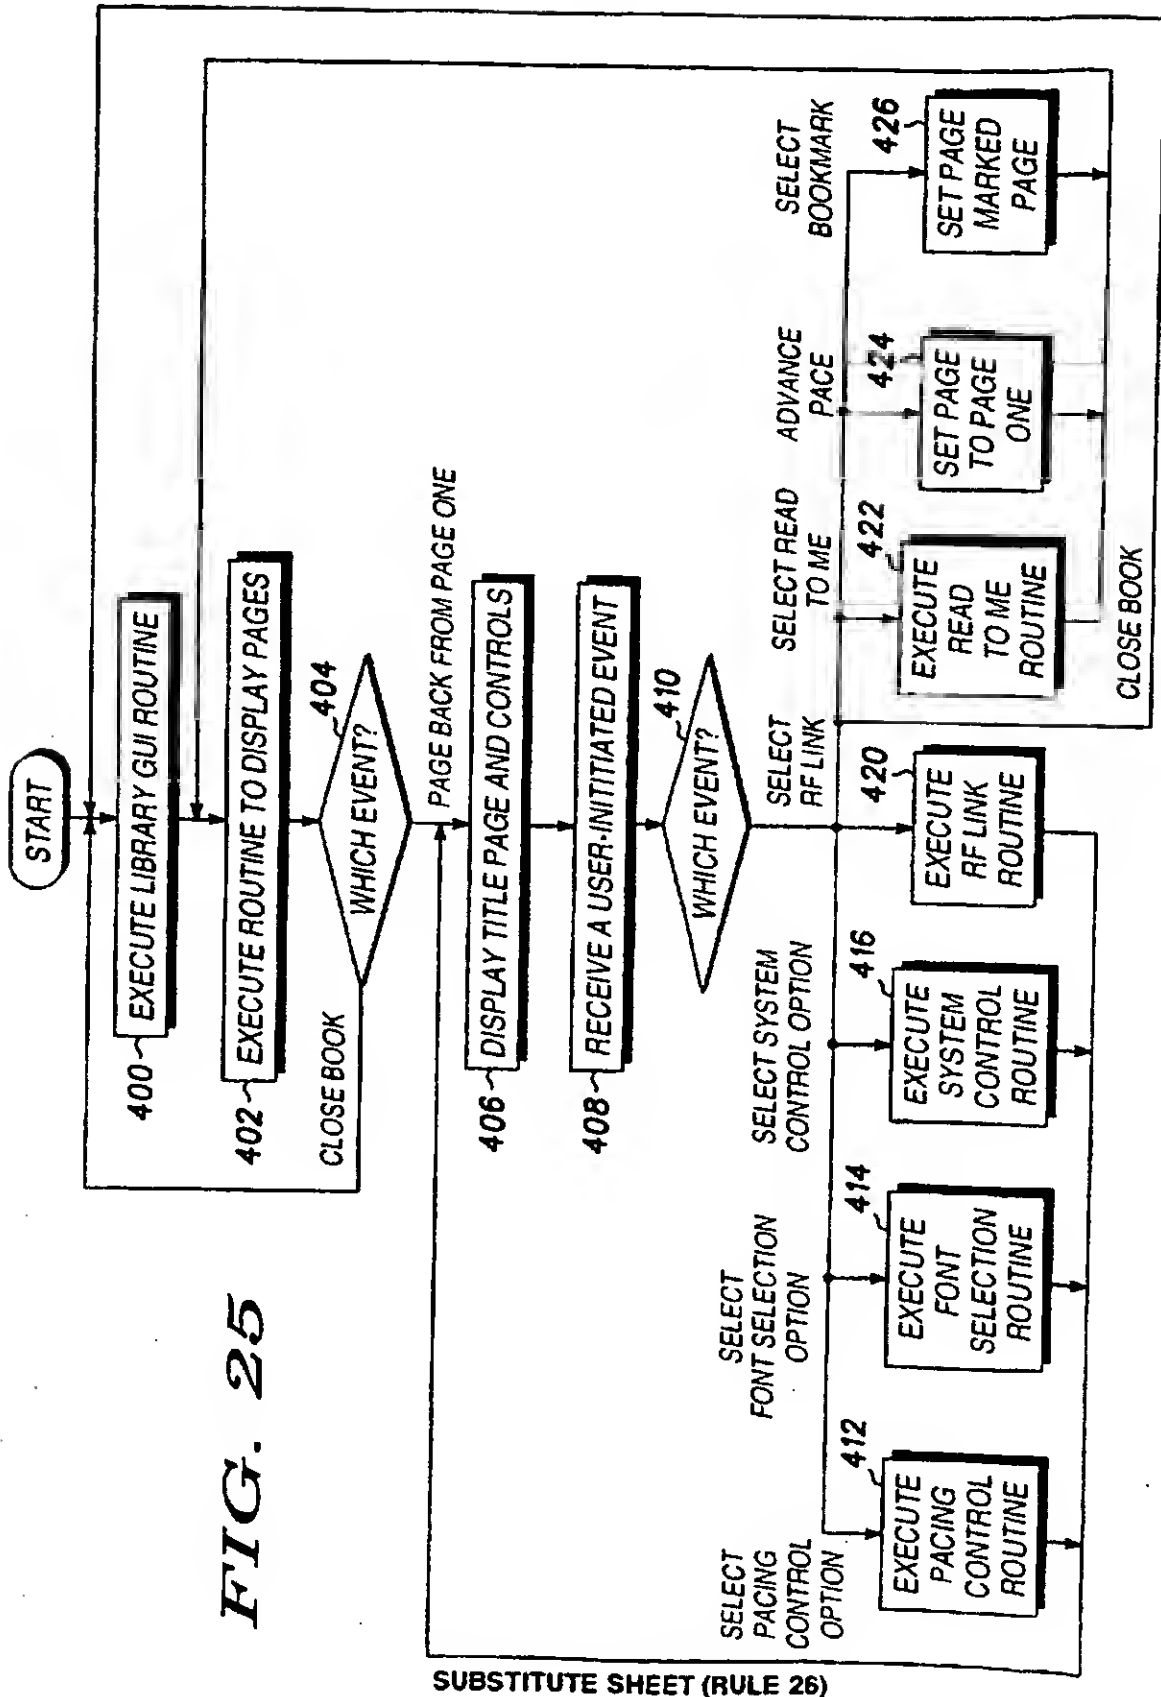 FIG. 25
START
400
EXECUTE LIBRARY GUI ROUTINE
402
EXECUTE ROUTINE TO DISPLAY PAGES
404
WHICH EVENT?
CLOSE BOOK
PAGE BACK FROM PAGE ONE
406
DISPLAY TITLE PAGE AND CONTROLS
408
RECEIVE A USER-INITIATED EVENT
410
WHICH EVENT?
SELECT
PACING
CONTROL
OPTION
412
EXECUTE
PACING
CONTROL
ROUTINE
SELECT
FONT SELECTION
OPTION
414
EXECUTE
FONT
SELECTION
ROUTINE
SELECT SYSTEM
CONTROL OPTION
416
EXECUTE
SYSTEM
CONTROL
ROUTINE
SELECT
RF LINK
420
EXECUTE
RF LINK
ROUTINE
SELECT READ
TO ME
422
EXECUTE
READ
TO ME
ROUTINE
ADVANCE
PACE
424
SET PAGE
TO PAGE
ONE
SELECT
BOOKMARK
426
SET PAGE
MARKED
PAGE
CLOSE BOOK
SUBSTITUTE SHEET (RULE 26)